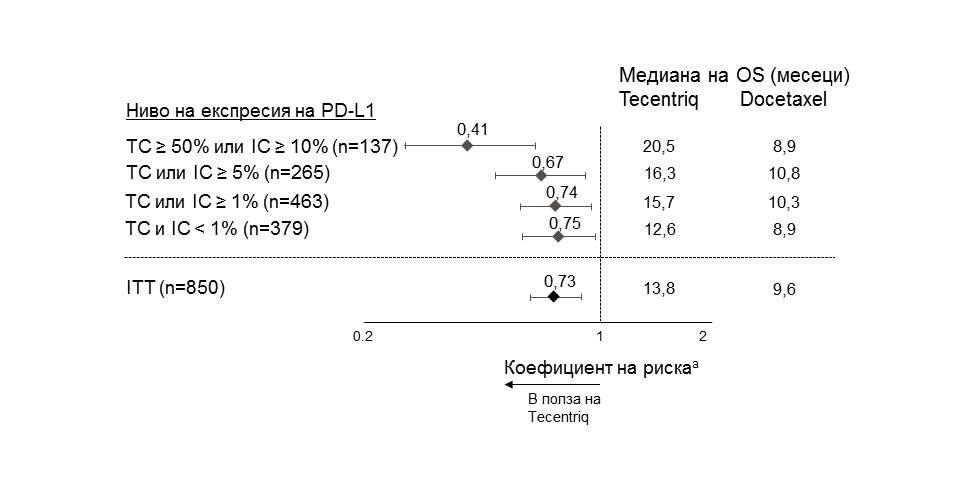 Медиана на OS (месеци)
Tecentriq Docetaxel
Ниво на експресия на PD-L1
TC ≥ 50% или IC ≥ 10% (n=137) 0,41 20,5 8,9
TC или IC ≥ 5% (n=265) 0,67 16,3 10,8
TC или IC ≥ 1% (n=463) 0,74 15,7 10,3
TC и IC < 1% (n=379) 0,75 12,6 8,9
ITT (n=850) 0,73 13,8 9,6
0.2 1 2
Коефициент на рискаª
В полза на
Tecentriq